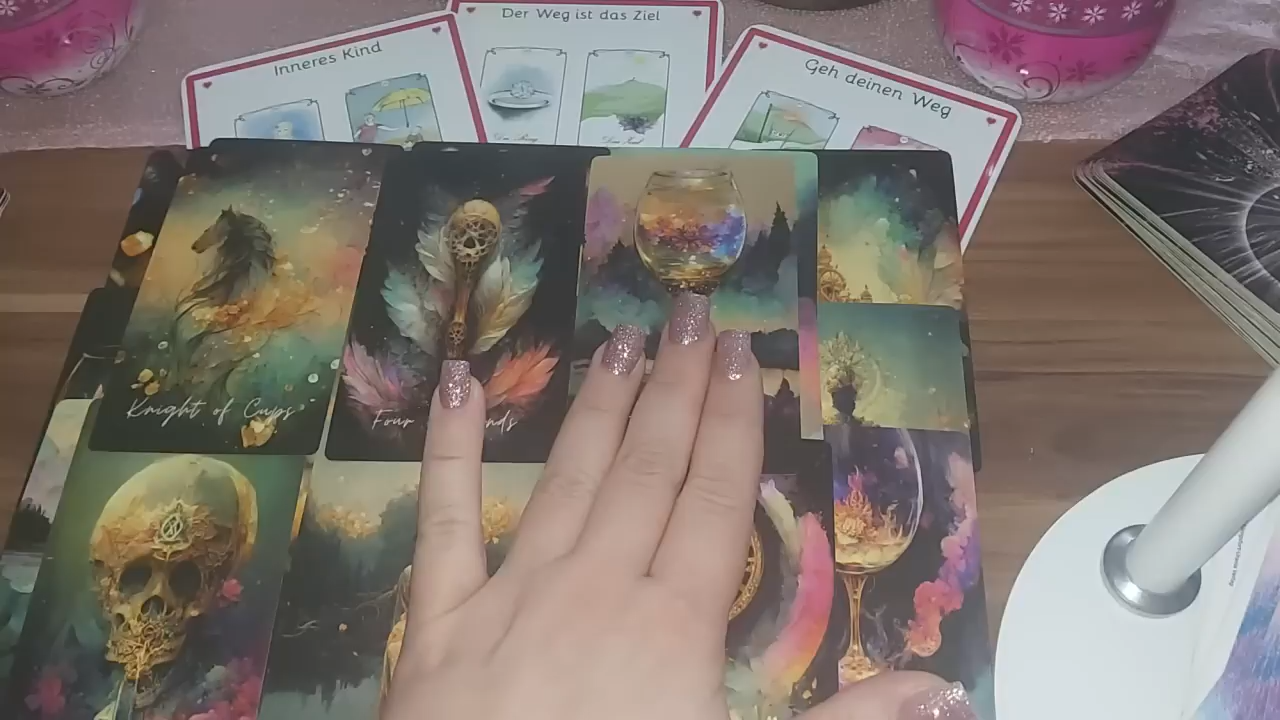 Inneres Kind
Der Weg ist das Ziel
Geh deinen Weg
Knight of Cups
Four